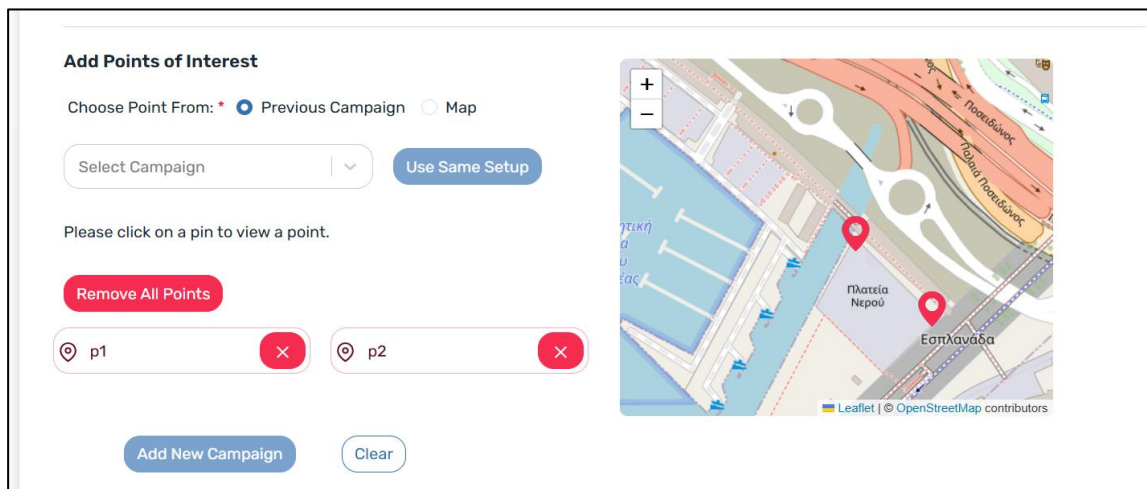 Add Points of Interest
Choose Point From: * Previous Campaign Map
Select Campaign
Use Same Setup
Please click on a pin to view a point.
Remove All Points
p1
p2
Add New Campaign
Clear
+
−
Ποσειδώνος
Παλαιά Ποσειδώνος
Πλατεία
Νερού
Εσπλανάδα
Leaflet | © OpenStreetMap contributors